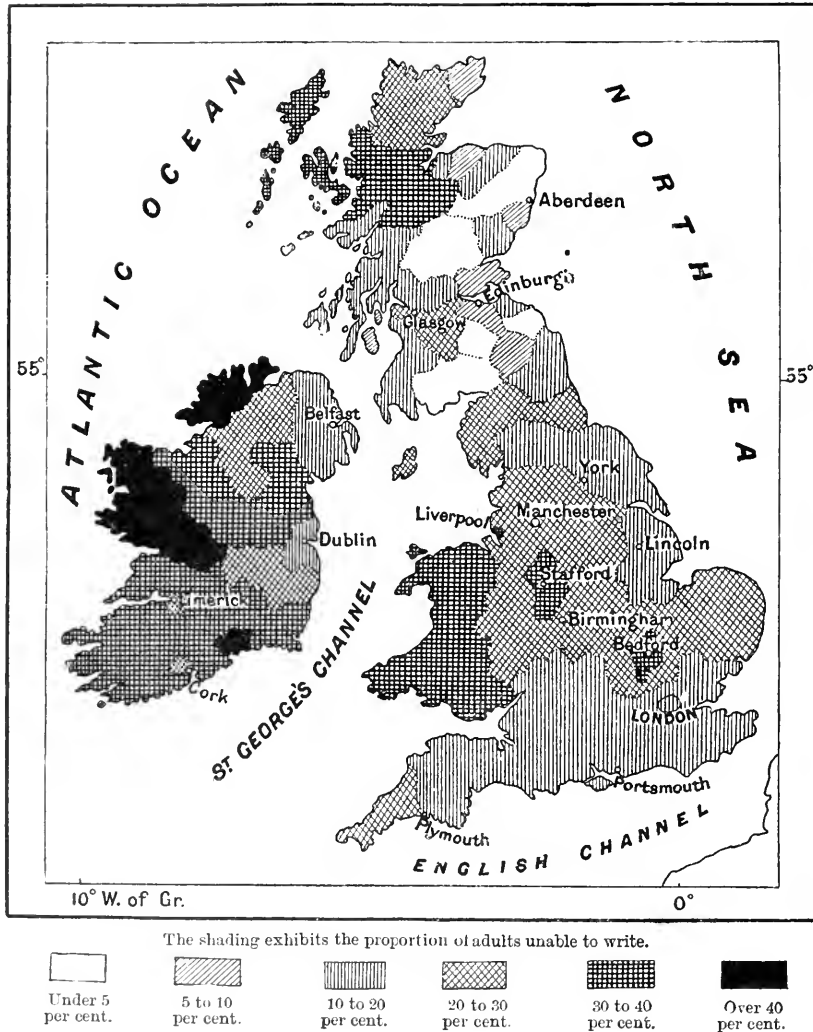 ATLANTIC OCEAN
NORTH SEA
Aberdeen
Edinburgh
Glasgow
55°
55°
Belfast
York
Liverpool
Manchester
Dublin
Lincoln
Stafford
Limerick
Birmingham
Bedford
Cork
ST GEORGE'S CHANNEL
LONDON
Portsmouth
Plymouth
ENGLISH CHANNEL
10° W. of Gr.
0°
The shading exhibits the proportion of adults unable to write.
Under 5 per cent.
5 to 10 per cent.
10 to 20 per cent.
20 to 30 per cent.
30 to 40 per cent.
Over 40 per cent.